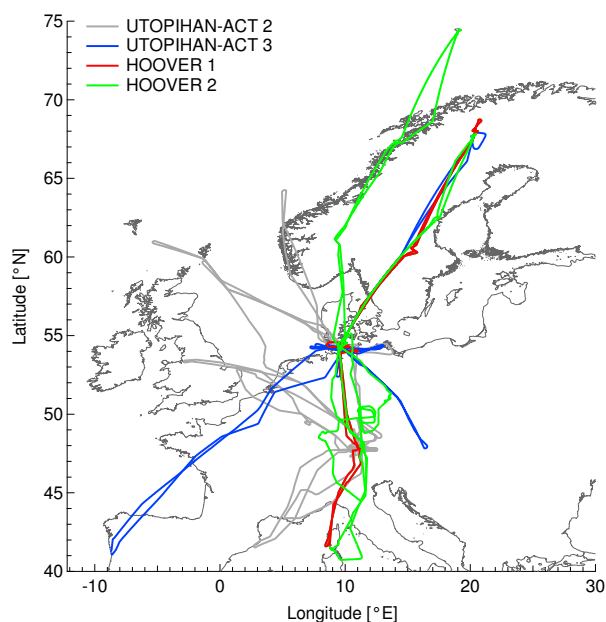 75
UTOPIHAN-ACT 2
UTOPIHAN-ACT 3
HOOVER 1
HOOVER 2
70
65
60
Latitude [°N]
55
50
45
40
-10 0 10 20 30
Longitude [°E]